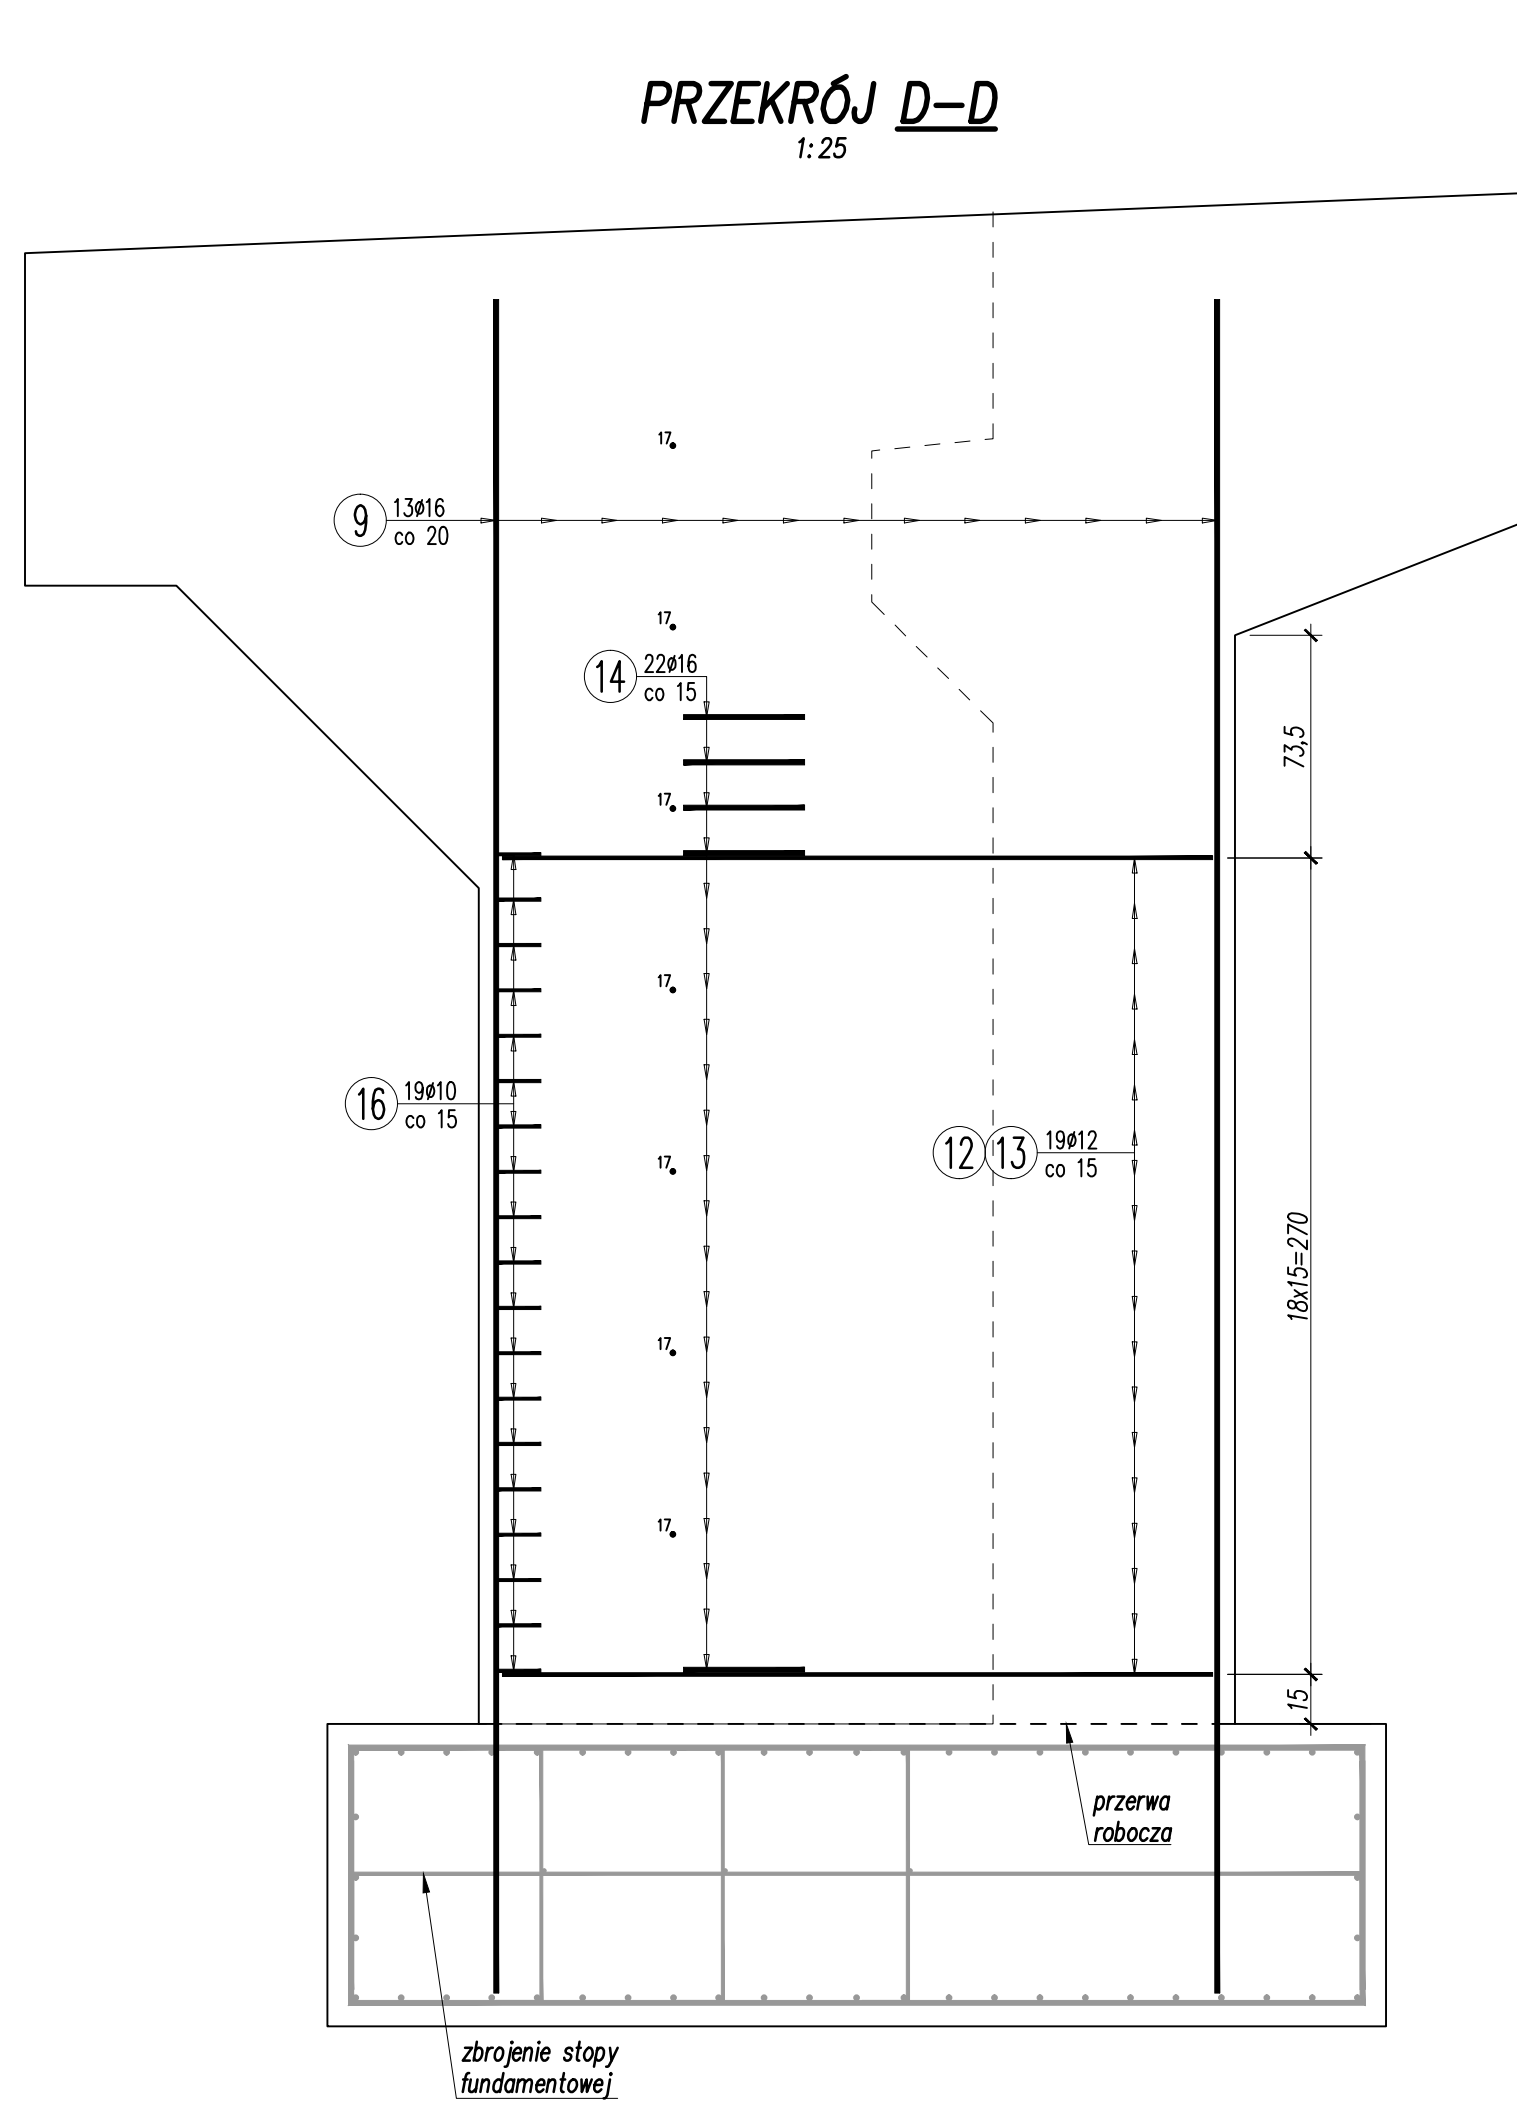 PRZEKRÓJ D-D
1:25
17
9 13ø16
co 20
17
14 22ø16
co 15
73,5
17
17
16 19ø10
co 15
12 13 19ø12
co 15
17
18x15=270
17
17
15
przerwa
robocza
zbrojenie stopy
fundamentowej